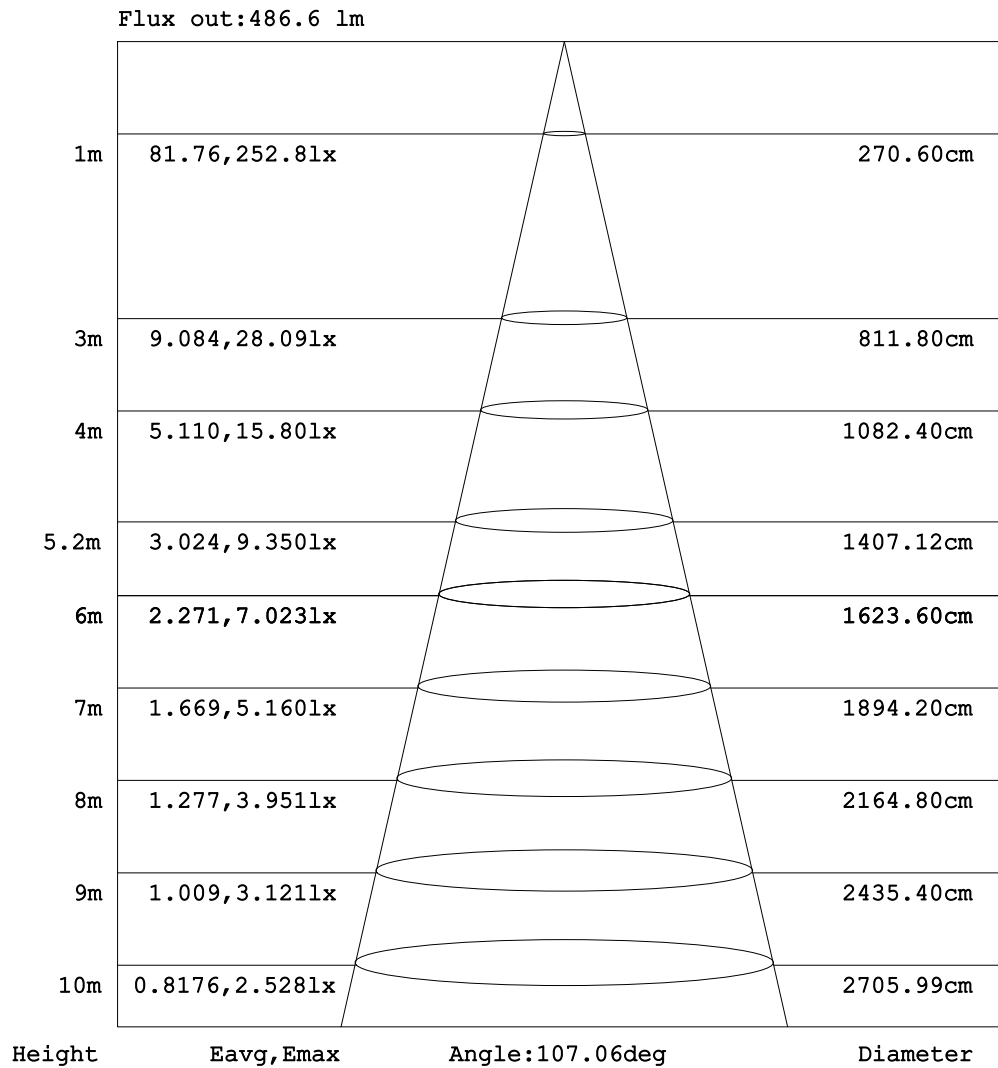 Flux out:486.6 lm
1m 81.76,252.8lx 270.60cm
3m 9.084,28.09lx 811.80cm
4m 5.110,15.80lx 1082.40cm
5.2m 3.024,9.350lx 1407.12cm
6m 2.271,7.023lx 1623.60cm
7m 1.669,5.160lx 1894.20cm
8m 1.277,3.951lx 2164.80cm
9m 1.009,3.121lx 2435.40cm
10m 0.8176,2.528lx 2705.99cm
Height Eavg,Emax Angle:107.06deg Diameter